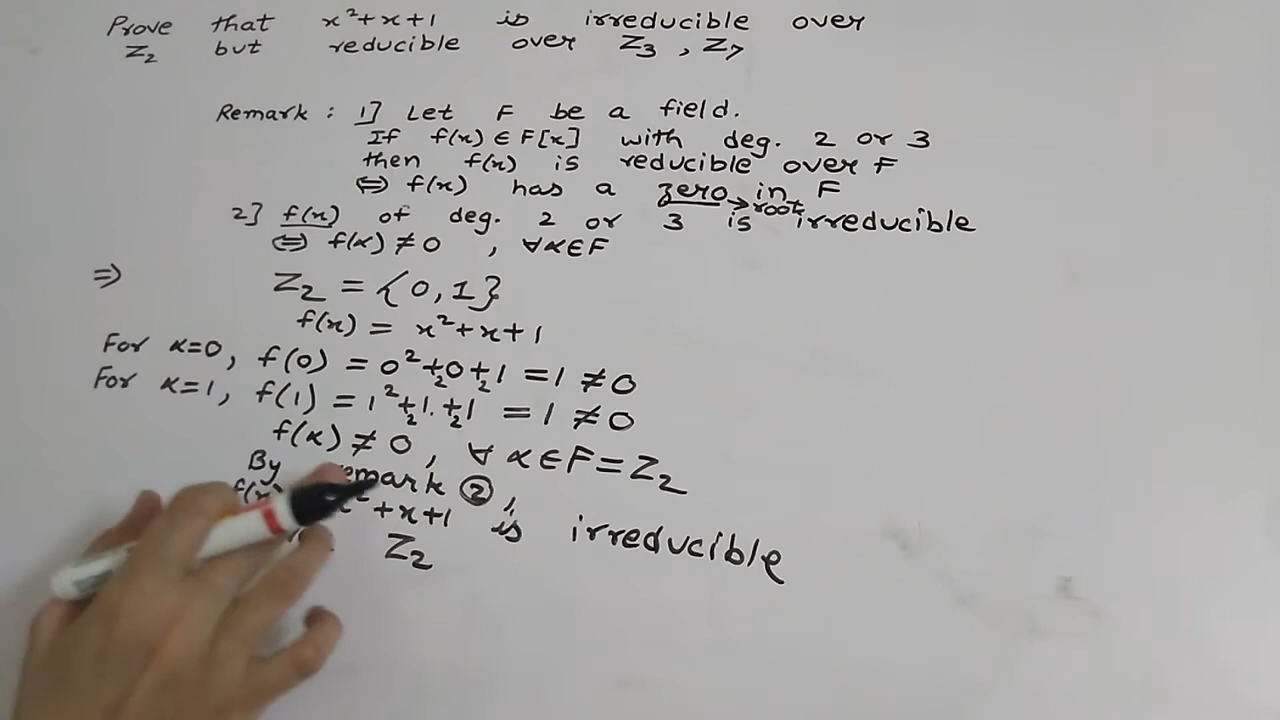 Prove that x²+x+1 is irreducible over
Z₂ but reducible over Z₃, Z₇
Remark : 1] Let F be a field.
If f(x) ∈ F[x] with deg. 2 or 3
then f(x) is reducible over F
⇔ f(x) has a zero in F
→ root
2] f(x) of deg. 2 or 3 is irreducible
⇔ f(α) ≠ 0 , ∀α∈F
⇒ Z₂ = {0,1}
f(x) = x²+x+1
For α=0, f(0) = 0²+₂0+₂1 = 1 ≠ 0
For α=1, f(1) = 1²+₂1+₂1 = 1 ≠ 0
f(α) ≠ 0, ∀ α∈F = Z₂
By remark ②,
f(x) x²+x+1 is irreducible
Z₂